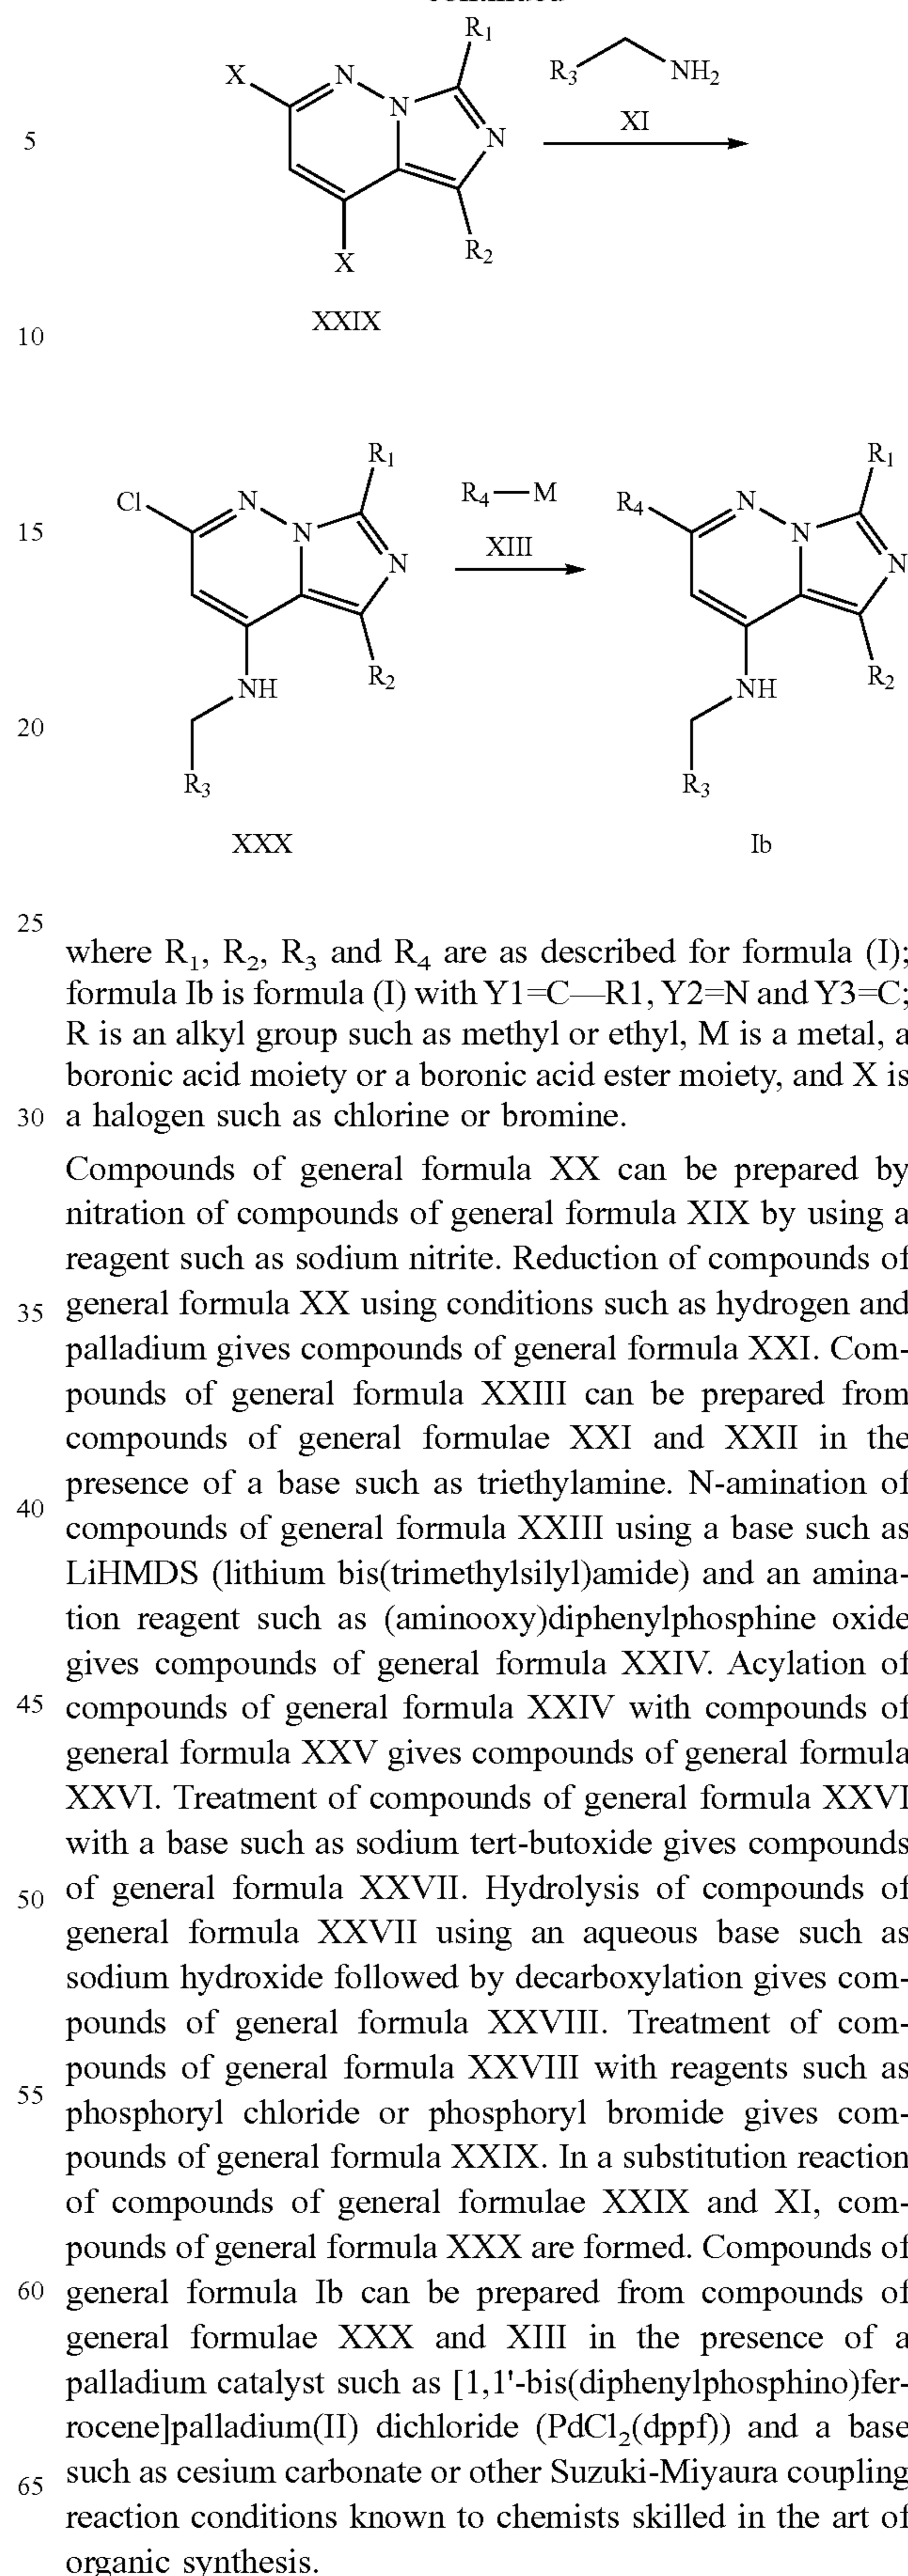 R₁
X N R₃ NH₂
N
5 N XI
X R₂
XXIX
10
R₁ R₁
Cl N R₄—M R₄ N
15 N XIII N
N N
NH R₂ NH R₂
20
R₃ R₃
XXX Ib
25
where R₁, R₂, R₃ and R₄ are as described for formula (I);
formula Ib is formula (I) with Y1=C—R1, Y2=N and Y3=C;
R is an alkyl group such as methyl or ethyl, M is a metal, a
boronic acid moiety or a boronic acid ester moiety, and X is
30 a halogen such as chlorine or bromine.
Compounds of general formula XX can be prepared by
nitration of compounds of general formula XIX by using a
reagent such as sodium nitrite. Reduction of compounds of
35 general formula XX using conditions such as hydrogen and
palladium gives compounds of general formula XXI. Com-
pounds of general formula XXIII can be prepared from
compounds of general formulae XXI and XXII in the
presence of a base such as triethylamine. N-amination of
40 compounds of general formula XXIII using a base such as
LiHMDS (lithium bis(trimethylsilyl)amide) and an amina-
tion reagent such as (aminooxy)diphenylphosphine oxide
gives compounds of general formula XXIV. Acylation of
45 compounds of general formula XXIV with compounds of
general formula XXV gives compounds of general formula
XXVI. Treatment of compounds of general formula XXVI
with a base such as sodium tert-butoxide gives compounds
50 of general formula XXVII. Hydrolysis of compounds of
general formula XXVII using an aqueous base such as
sodium hydroxide followed by decarboxylation gives com-
pounds of general formula XXVIII. Treatment of com-
55 pounds of general formula XXVIII with reagents such as
phosphoryl chloride or phosphoryl bromide gives com-
pounds of general formula XXIX. In a substitution reaction
of compounds of general formulae XXIX and XI, com-
pounds of general formula XXX are formed. Compounds of
60 general formula Ib can be prepared from compounds of
general formulae XXX and XIII in the presence of a
palladium catalyst such as [1,1'-bis(diphenylphosphino)fer-
rocene]palladium(II) dichloride (PdCl₂(dppf)) and a base
65 such as cesium carbonate or other Suzuki-Miyaura coupling
reaction conditions known to chemists skilled in the art of
organic synthesis.